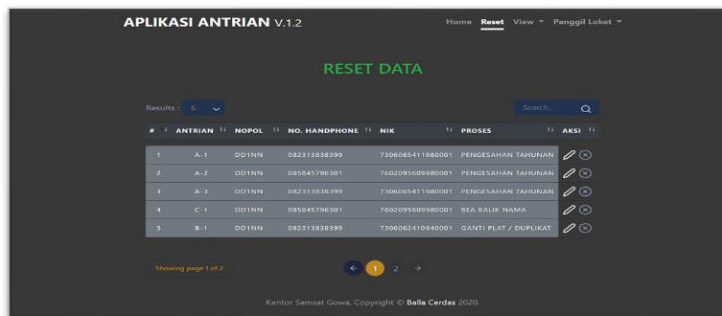 APLIKASI ANTRIAN V.1.2
Home Reset View Panggil Loket
RESET DATA
Results : 5
Search...
# ANTRIAN NOPOL NO. HANDPHONE NIK PROSES AKSI
1 A-1 DD1NN 082313838399 7306065411980001 PENGESAHAN TAHUNAN
2 A-2 DD1NN 085845796301 7602095609980001 PENGESAHAN TAHUNAN
3 A-3 DD1NN 082313838399 7306065411980001 PENGESAHAN TAHUNAN
4 C-1 DD1NN 085845796301 7602095609980001 BEA BALIK NAMA
5 B-1 DD1NN 082313838399 7306062410940001 GANTI PLAT / DUPLIKAT
Showing page 1 of 2
← 1 2 →
Kantor Samsat Gowa, Copyright © Balla Cerdas 2020.